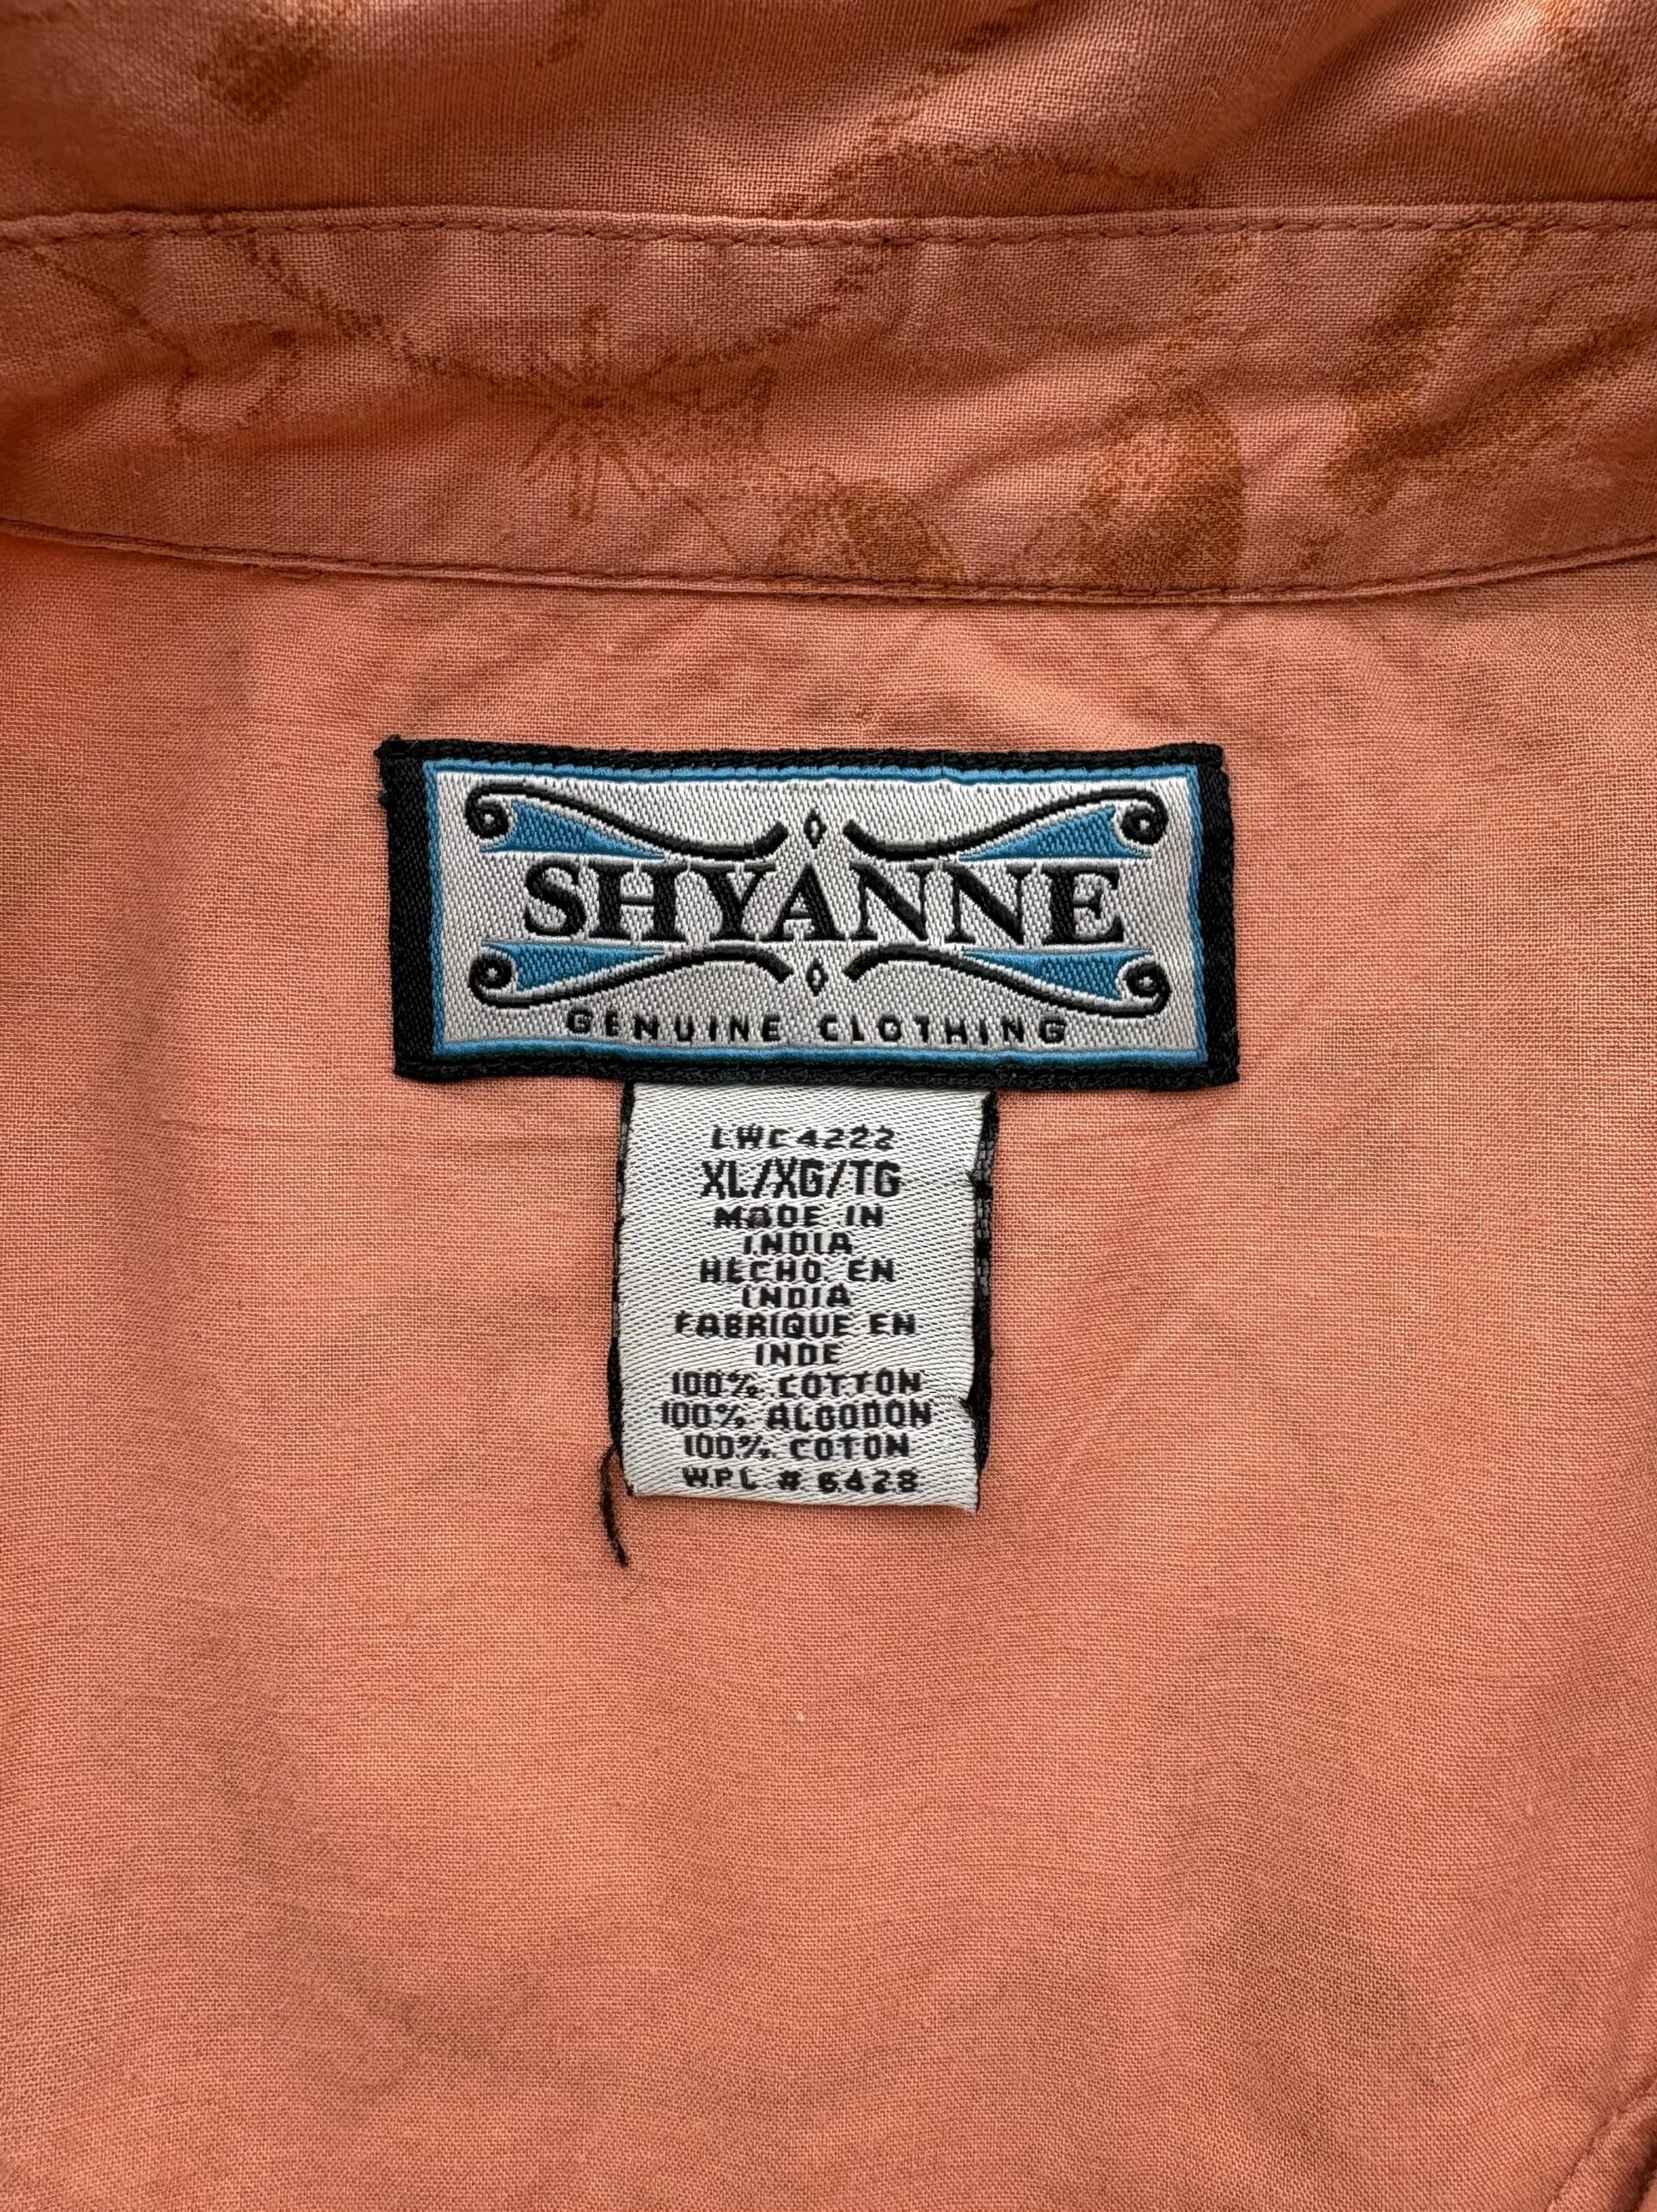 SHYANNE
GENUINE CLOTHING
LWC4222
XL/XG/TG
MADE IN
INDIA
HECHO EN
INDIA
FABRIQUE EN
INDE
100% COTTON
100% ALGODON
100% COTON
W.P.L # 6428